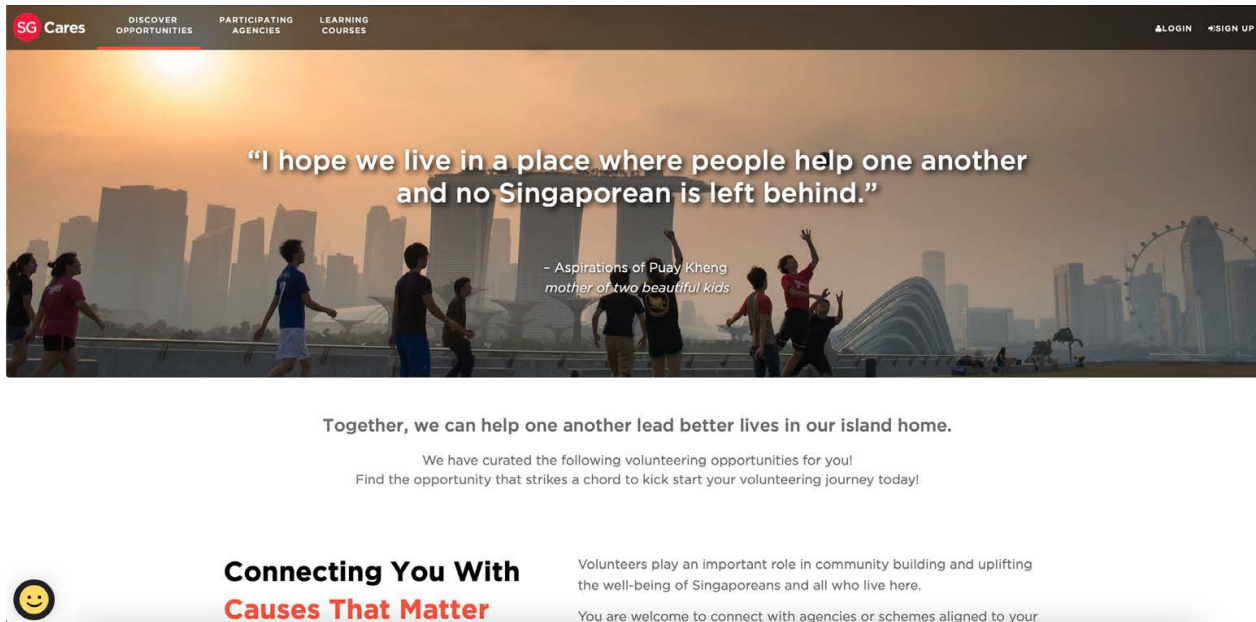 SG Cares
DISCOVER
OPPORTUNITIES
PARTICIPATING
AGENCIES
LEARNING
COURSES
LOGIN
SIGN UP
“I hope we live in a place where people help one another
and no Singaporean is left behind.”
– Aspirations of Puay Kheng
mother of two beautiful kids
Together, we can help one another lead better lives in our island home.
We have curated the following volunteering opportunities for you!
Find the opportunity that strikes a chord to kick start your volunteering journey today!
Connecting You With
Causes That Matter
Volunteers play an important role in community building and uplifting
the well-being of Singaporeans and all who live here.
You are welcome to connect with agencies or schemes aligned to your